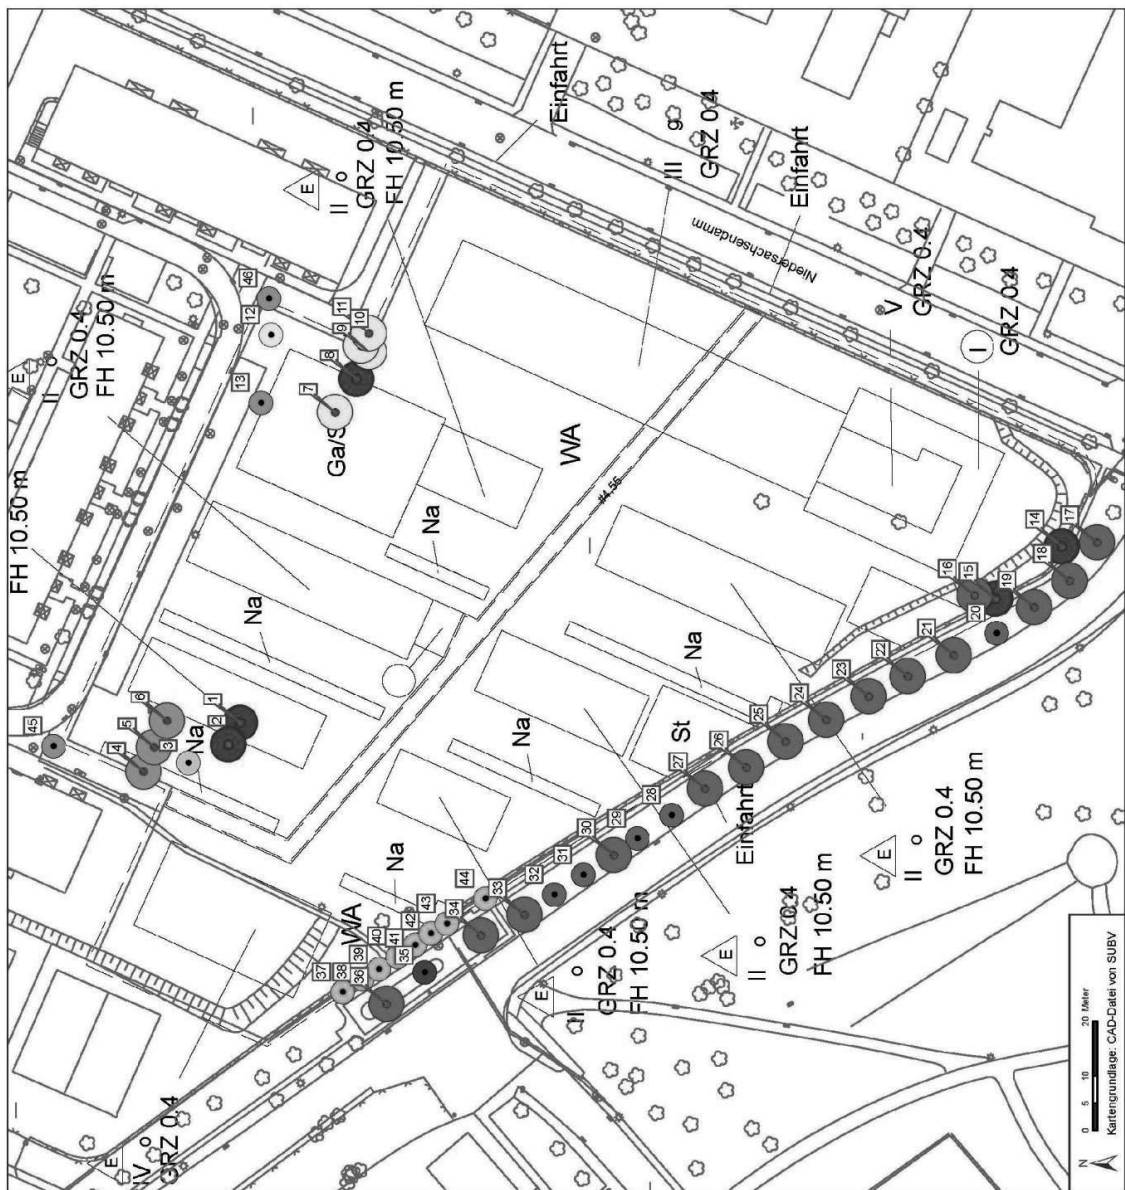 Einfahrt
E
II o
GRZ 0.4
FH 10.50 m
III g
GRZ 0.4
Einfahrt
Niedersachsendamm
V
GRZ 0.4
I
GRZ 0.4
E
II o
GRZ 0.4
FH 10.50 m
FH 10.50 m
46
12
13
11
10
9
8
7
WA
#4.56
Na
Na
Na
Na
Na
Na
45
6
5
4
3
2
1
14
17
18
16
15
19
20
21
22
23
24
25
26
27
28
29
30
31
32
33
44
34
43
42
41
35
40
39
36
38
37
WA
St
Einfahrt
E
II o
GRZ 0.4
FH 10.50 m
E
II o
GRZ 0.4
FH 10.50 m
E
II o
GRZ 0.4
FH 10.50 m
E
IV o
GRZ 0.4
N
0 5 10 20 Meter
Kartengrundlage: CAD-Datei von SUBV